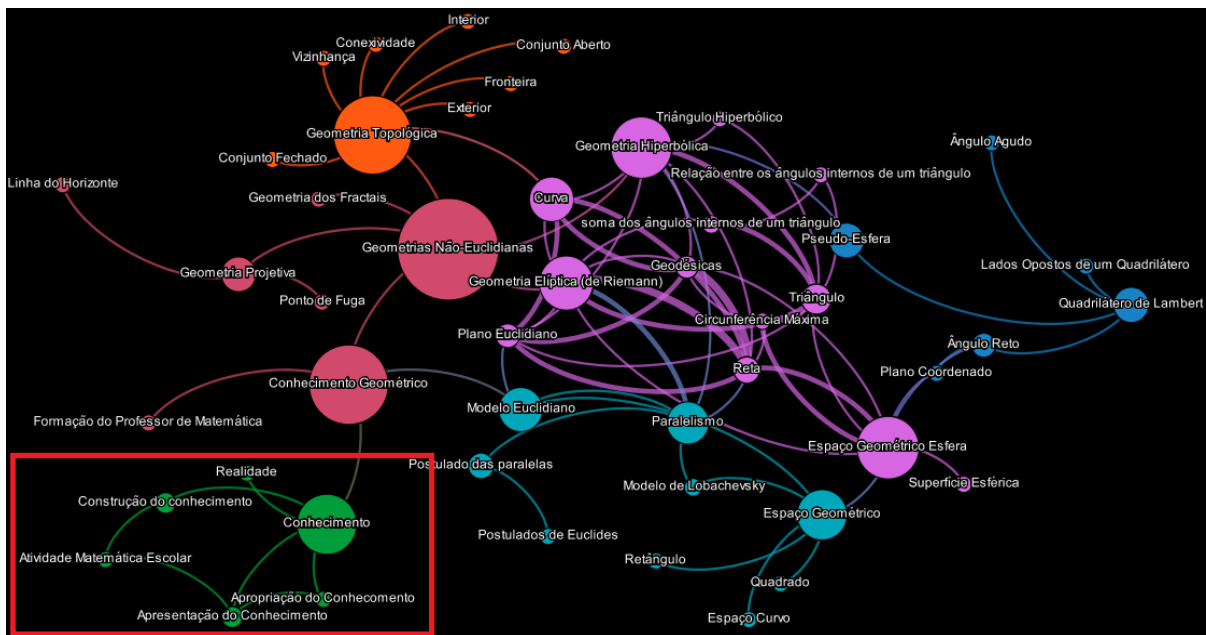 Interior
Conexividade
Conjunto Aberto
Vizinhança
Fronteira
Exterior
Triângulo Hiperbólico
Geometria Topológica
Geometria Hiperbólica
Ângulo Agudo
Conjunto Fechado
Relação entre os ângulos internos de um triângulo
Linha do Horizonte
Geometria dos Fractais
Curva
soma dos ângulos internos de um triângulo
Pseudo-Esfera
Geometrias Não-Euclidianas
Geodésicas
Lados Opostos de um Quadrilátero
Geometria Projetiva
Geometria Elíptica (de Riemann)
Triângulo
Ponto de Fuga
Quadrilátero de Lambert
Circunferência Máxima
Plano Euclidiano
Ângulo Reto
Reta
Plano Coordenado
Conhecimento Geométrico
Modelo Euclidiano
Formação do Professor de Matemática
Paralelismo
Espaço Geométrico Esfera
Postulado das paralelas
Realidade
Superfície Esférica
Modelo de Lobachevsky
Construção do conhecimento
Espaço Geométrico
Conhecimento
Postulados de Euclides
Atividade Matemática Escolar
Retângulo
Quadrado
Apropriação do Conhecomento
Apresentação do Conhecimento
Espaço Curvo